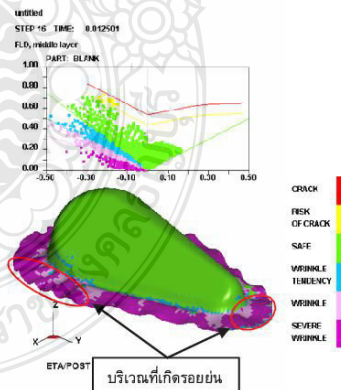 untitled
STEP 16 TIME: 0.012501
FLD, middle layer
PART: BLANK
1.00
0.80
0.60
0.40
0.20
0.00
-0.50 -0.30 -0.10 0.10 0.30 0.50
CRACK
RISK
OF CRACK
SAFE
WRINKLE
TENDENCY
WRINKLE
SEVERE
WRINKLE
Z
X Y
ETA/POST
บริเวณที่เกิดรอยย่น